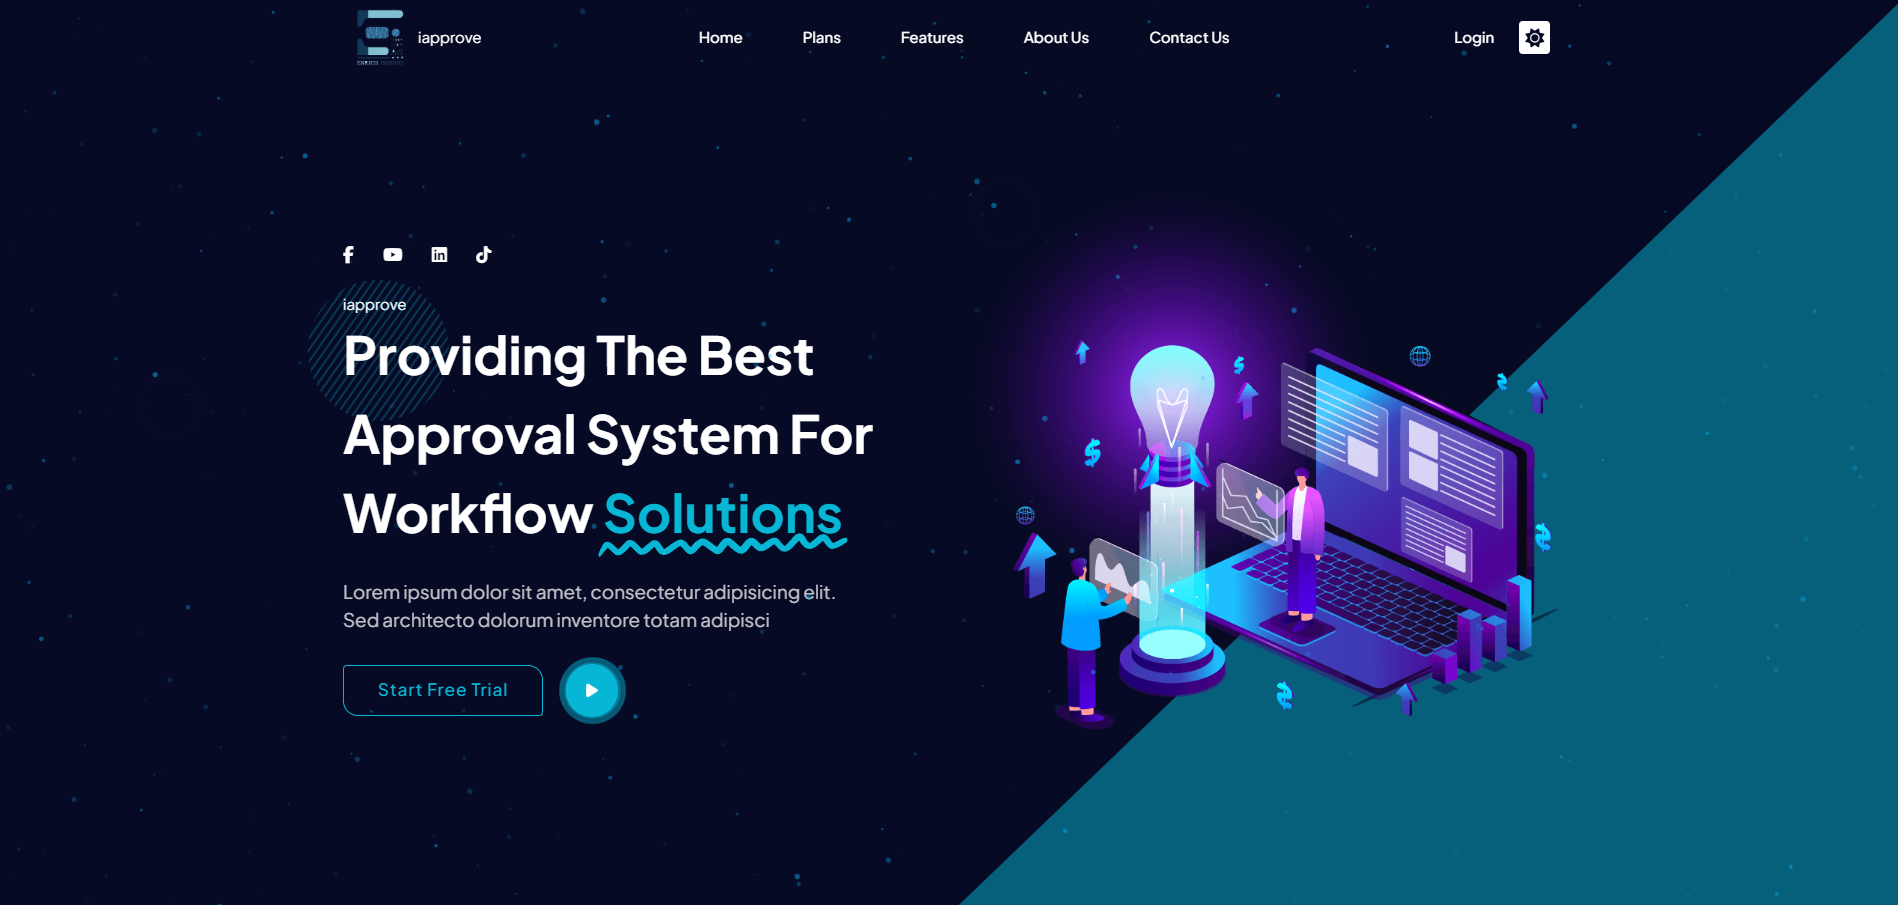 iapprove
Home Plans Features About Us Contact Us Login
iapprove
Providing The Best
Approval System For
Workflow Solutions
Lorem ipsum dolor sit amet, consectetur adipisicing elit.
Sed architecto dolorum inventore totam adipisci
Start Free Trial